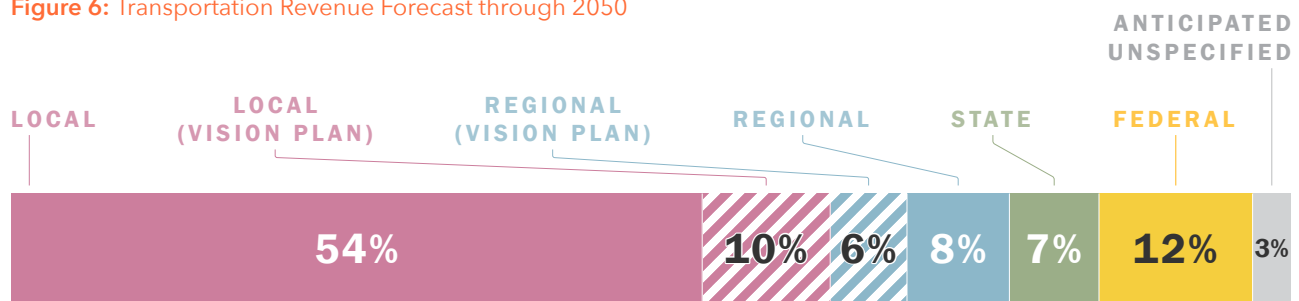 Figure 6: Transportation Revenue Forecast through 2050
ANTICIPATED
UNSPECIFIED
LOCAL
LOCAL
(VISION PLAN)
REGIONAL
(VISION PLAN)
REGIONAL
STATE
FEDERAL
54%
10%
6%
8%
7%
12%
3%